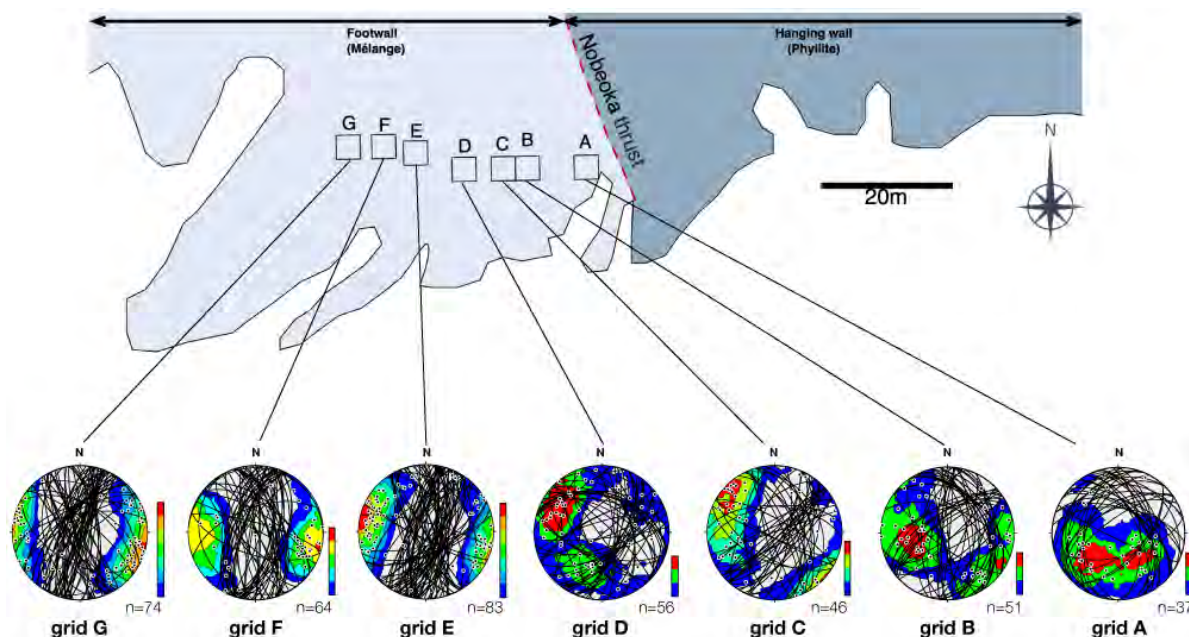 Footwall
(Mélange)
Hanging wall
(Phyllite)
Nobeoka thrust
G
F
E
D
C
B
A
N
20m
N
N
N
N
N
N
N
n=74
n=64
n=83
n=56
n=46
n=51
n=37
grid G
grid F
grid E
grid D
grid C
grid B
grid A